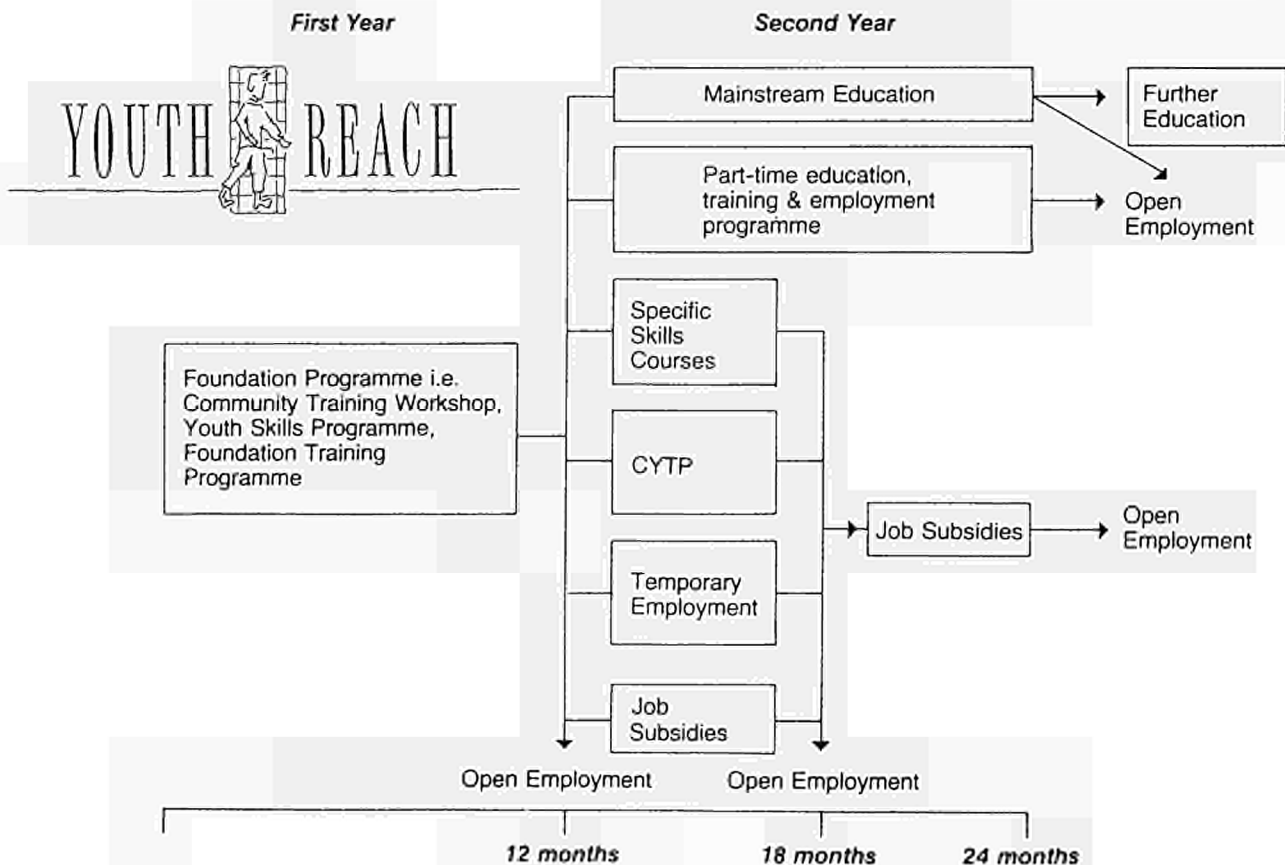 First Year
Second Year
YOUTH REACH
Mainstream Education
Further
Education
Part-time education,
training & employment
programme
Open
Employment
Specific
Skills
Courses
Foundation Programme i.e.
Community Training Workshop,
Youth Skills Programme,
Foundation Training
Programme
CYTP
Job Subsidies
Open
Employment
Temporary
Employment
Job
Subsidies
Open Employment
Open Employment
12 months
18 months
24 months